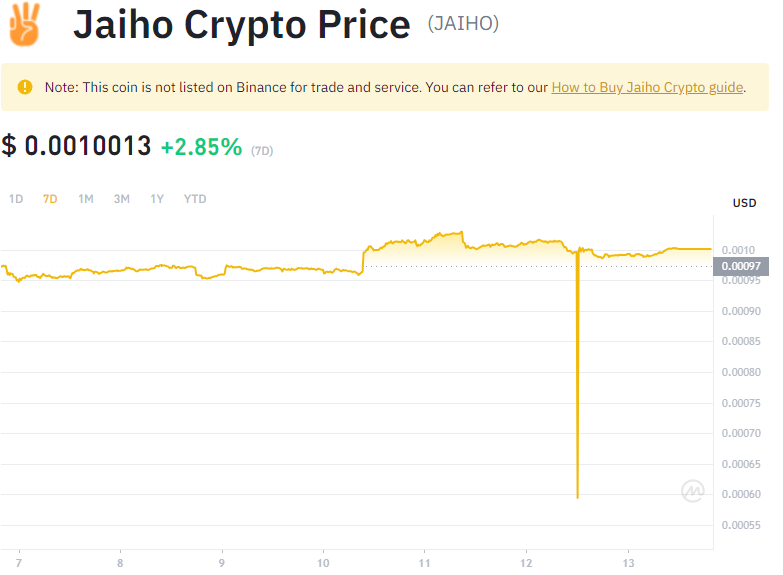 Jaiho Crypto Price (JAIHO)
Note: This coin is not listed on Binance for trade and service. You can refer to our How to Buy Jaiho Crypto guide.
$ 0.0010013 +2.85% (7D)
1D 7D 1M 3M 1Y YTD
USD
0.0010
0.00097
0.00095
0.00090
0.00085
0.00080
0.00075
0.00070
0.00065
0.00060
0.00055
7 8 9 10 11 12 13